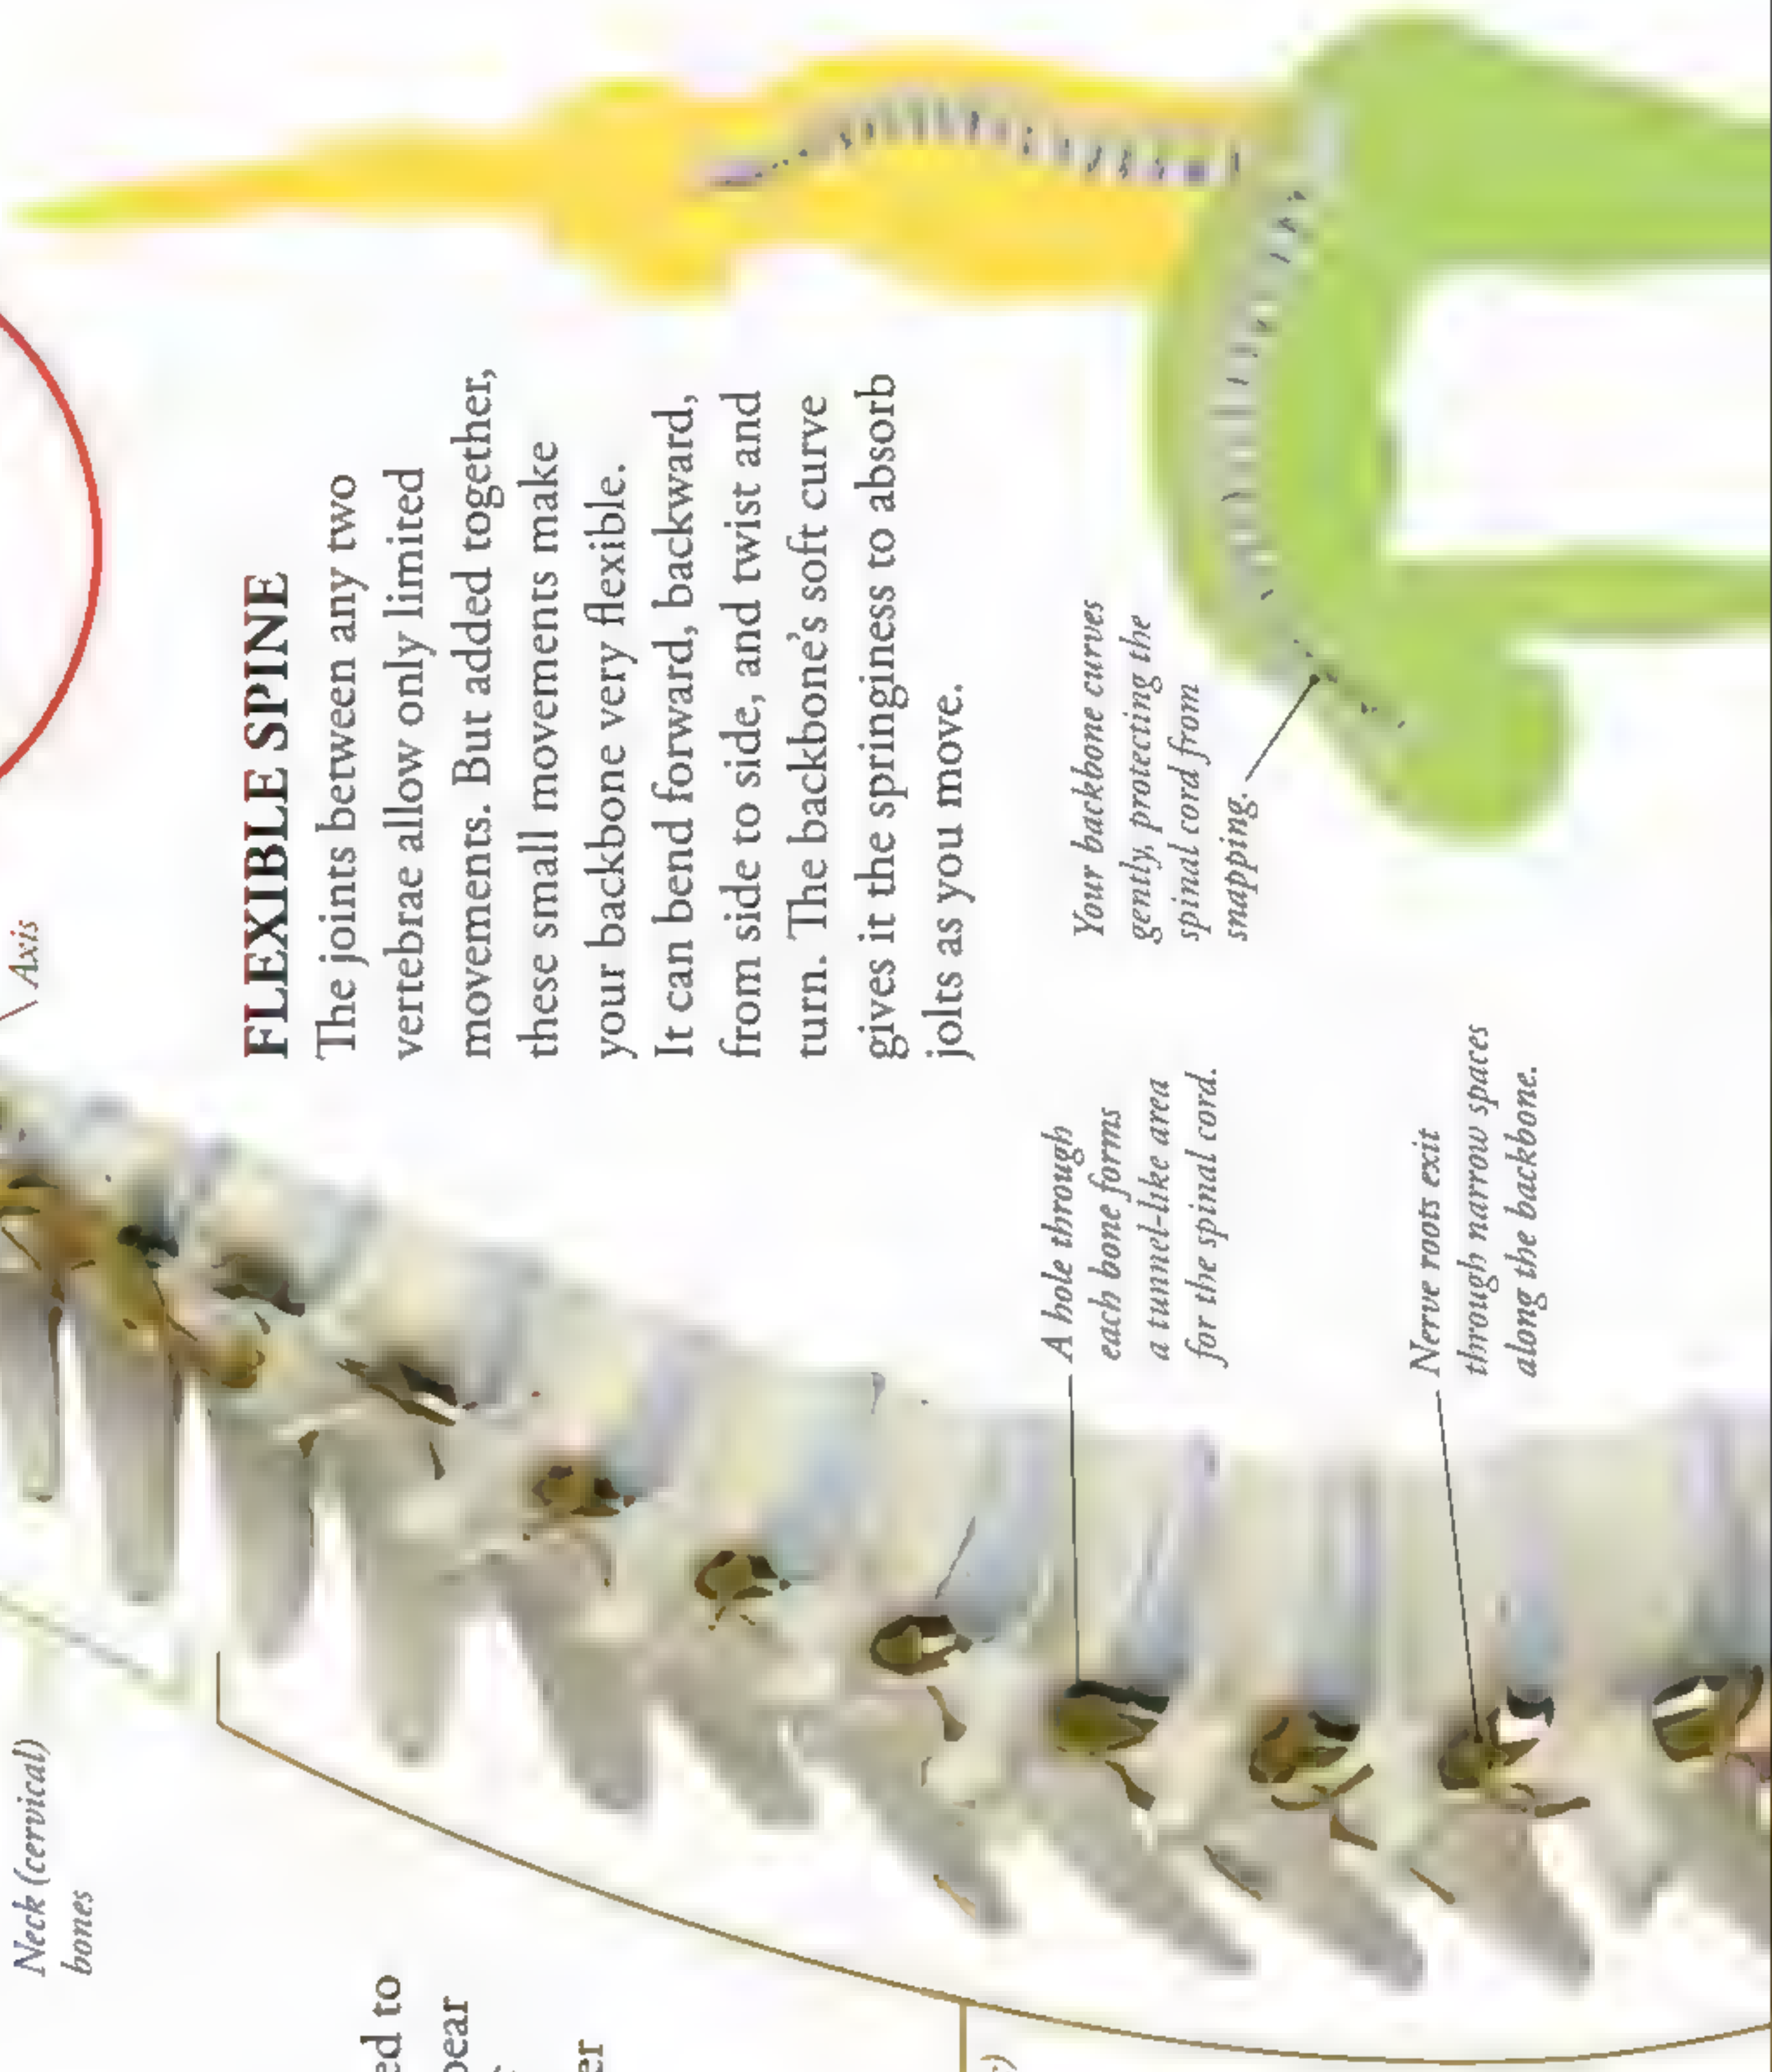 Axis
FLEXIBLE SPINE
The joints between any two
vertebrae allow only limited
movements. But added together,
these small movements make
your backbone very flexible.
It can bend forward, backward,
from side to side, and twist and
turn. The backbone's soft curve
gives it the springiness to absorb
jolts as you move.
Your backbone curves
gently, protecting the
spinal cord from
snapping.
A hole through
each bone forms
a tunnel-like area
for the spinal cord.
Nerve roots exit
through narrow spaces
along the backbone.
Neck (cervical)
bones
ed to
pear
er